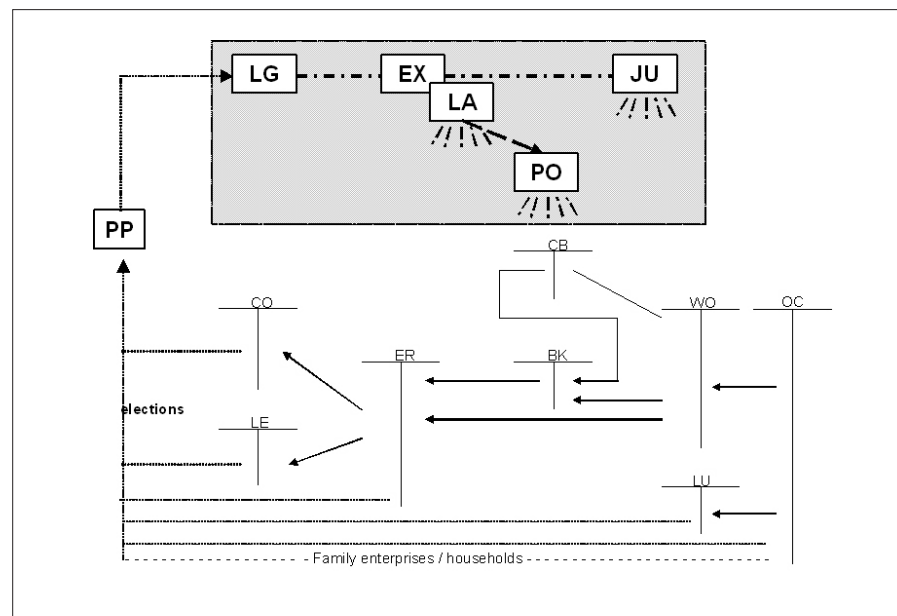 LG EX JU
LA
PO
PP
CB
CO WO OC
ER BK
elections
LE
LU
Family enterprises / households